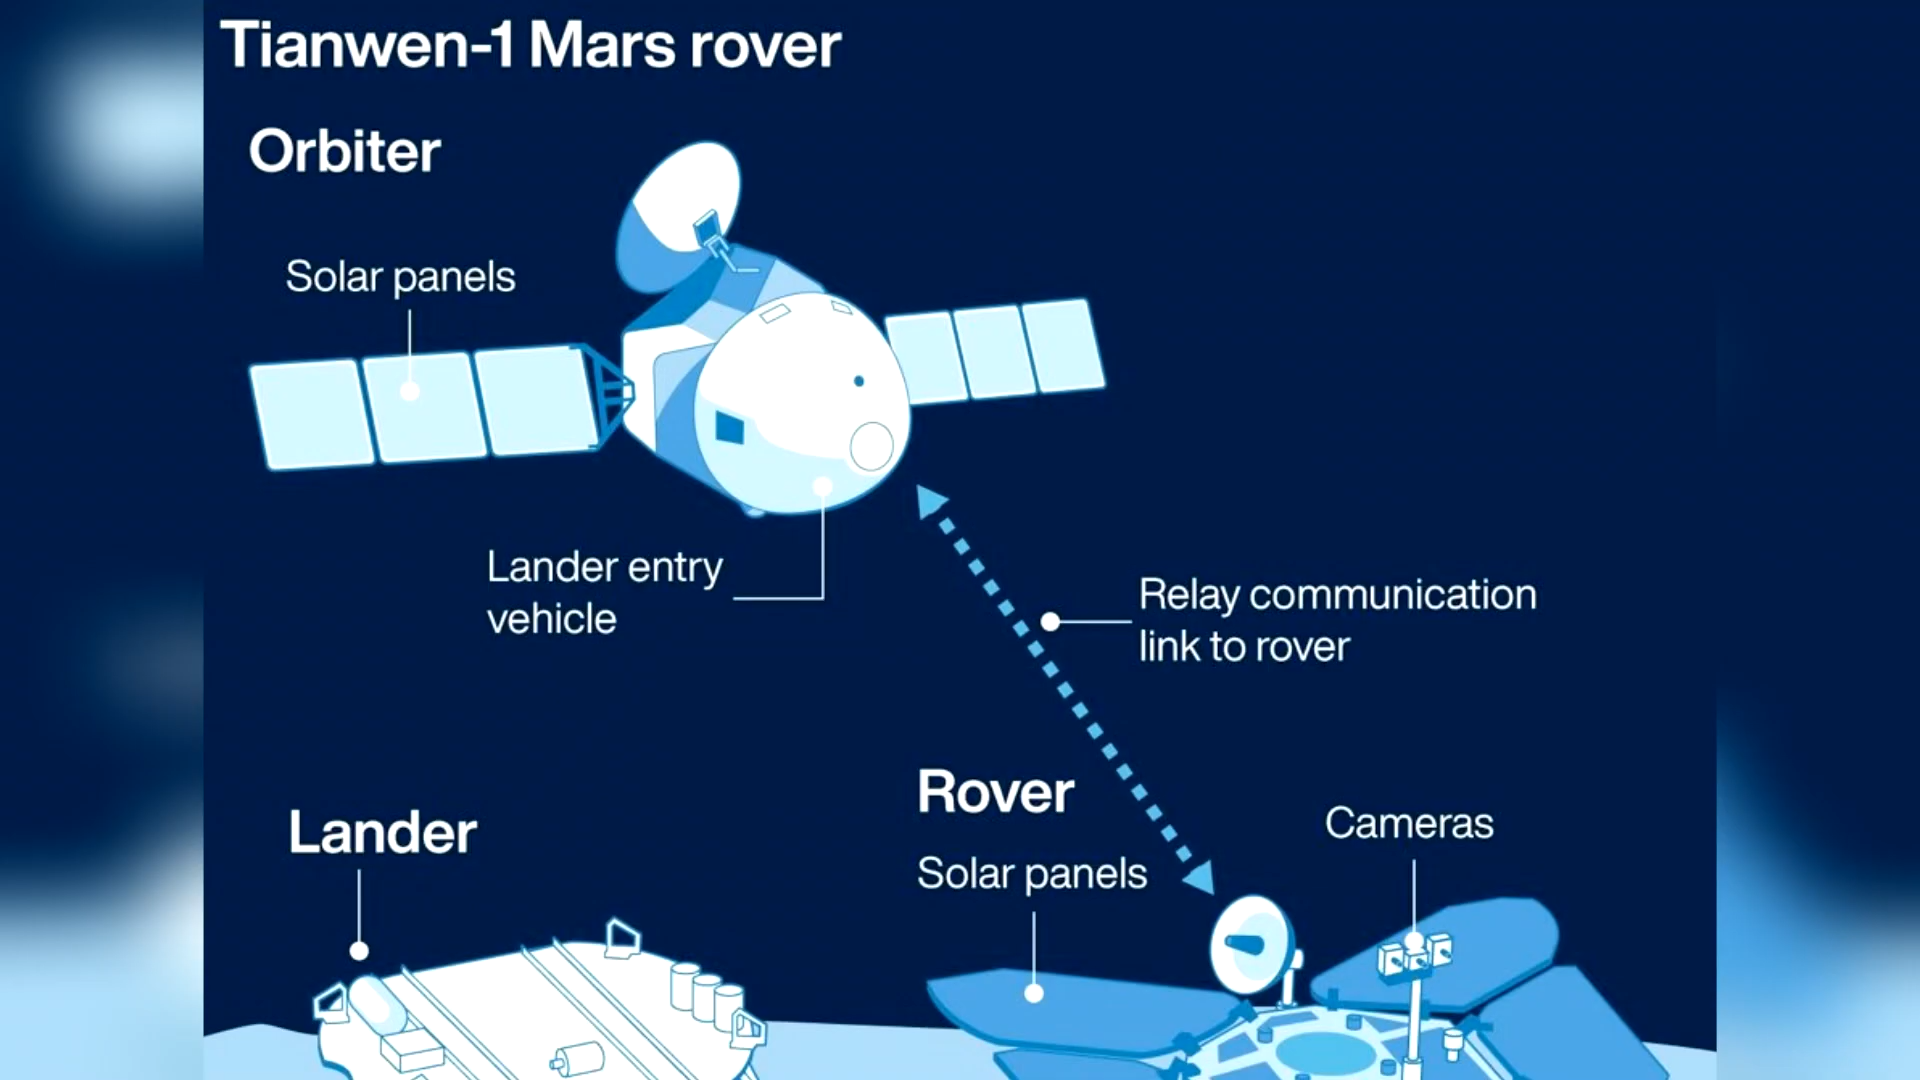 Tianwen-1 Mars rover
Orbiter
Solar panels
Lander entry
vehicle
Relay communication
link to rover
Rover
Lander
Cameras
Solar panels